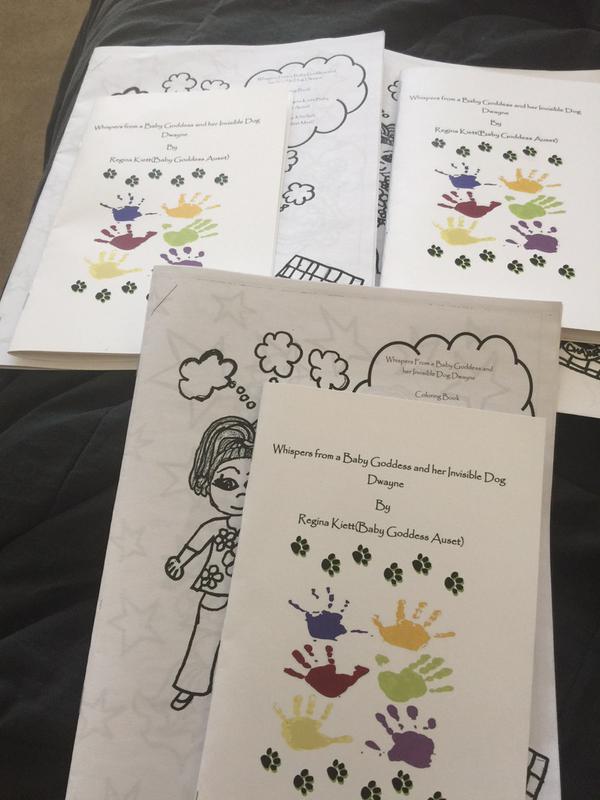 Whispers from a Baby Goddess and her Invisible Dog
Dwayne
By
Regina Kiett(Baby Goddess Auset)
Whispers from a Baby Goddess and her Invisible Dog
Dwayne
By
Regina Kiett(Baby Goddess Auset)
Whispers From a Baby Goddess and
her Invisible Dog Dwayne
Coloring Book
Whispers from a Baby Goddess and her Invisible Dog
Dwayne
By
Regina Kiett(Baby Goddess Auset)